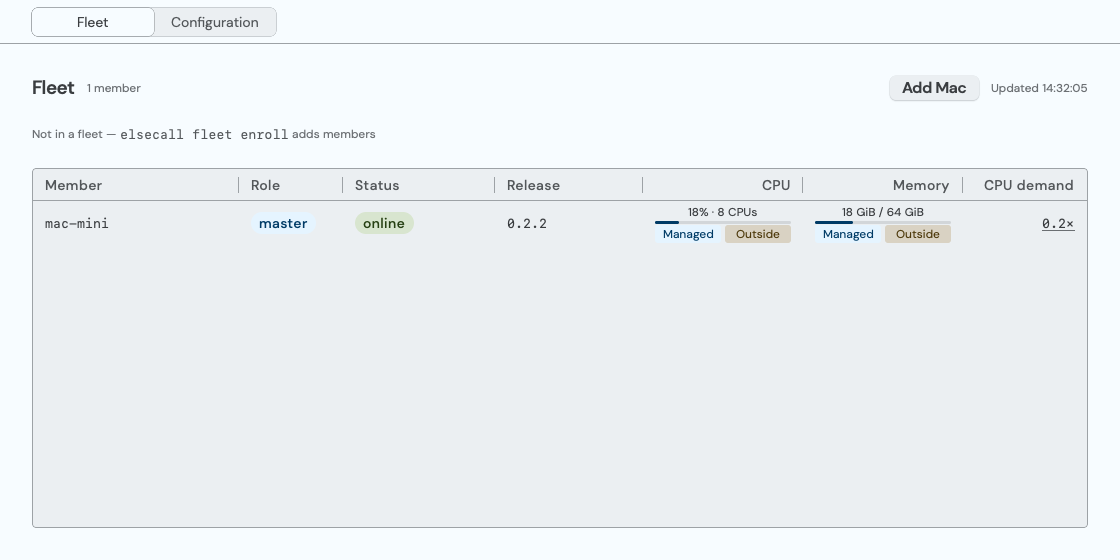 Fleet Configuration
Fleet 1 member Add Mac Updated 14:32:05
Not in a fleet — elsecall fleet enroll adds members
Member Role Status Release CPU Memory CPU demand
18% · 8 CPUs 18 GiB / 64 GiB
mac-mini master online 0.2.2 0.2×
Managed Outside Managed Outside